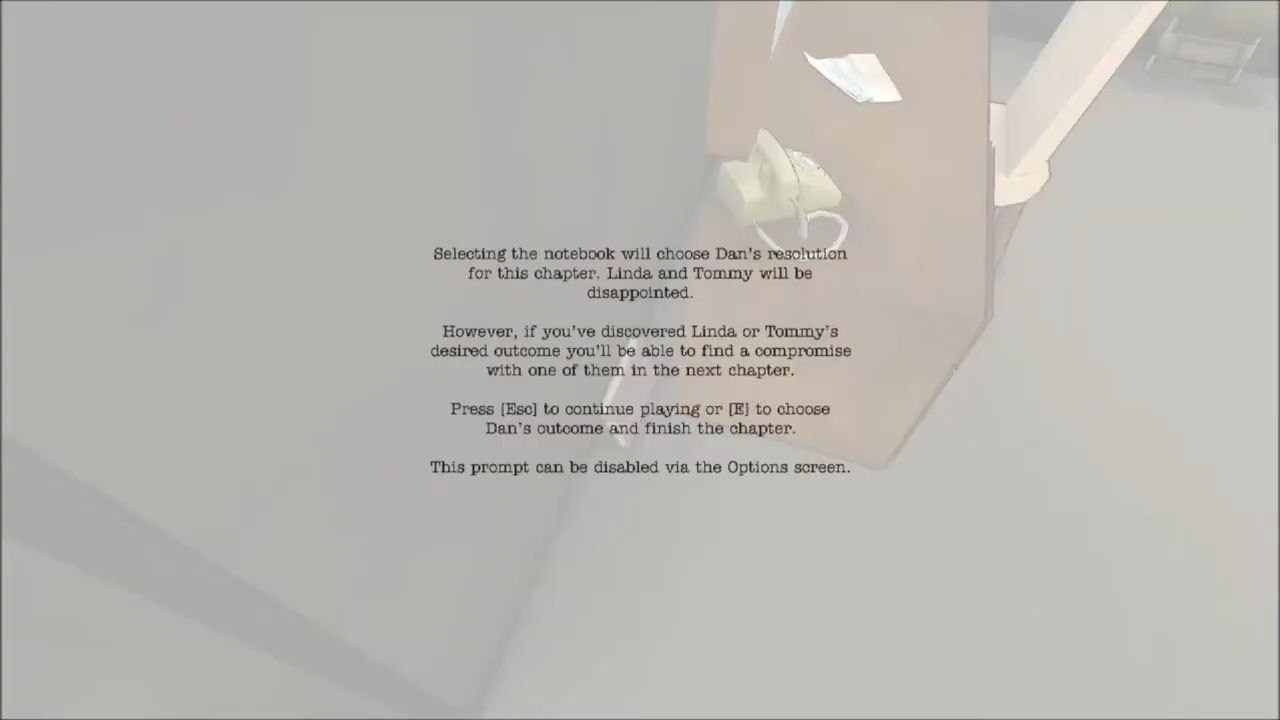 Selecting the notebook will choose Dan's resolution
for this chapter. Linda and Tommy will be
disappointed.
However, if you've discovered Linda or Tommy's
desired outcome you'll be able to find a compromise
with one of them in the next chapter.
Press [Esc] to continue playing or [E] to choose
Dan's outcome and finish the chapter.
This prompt can be disabled via the Options screen.